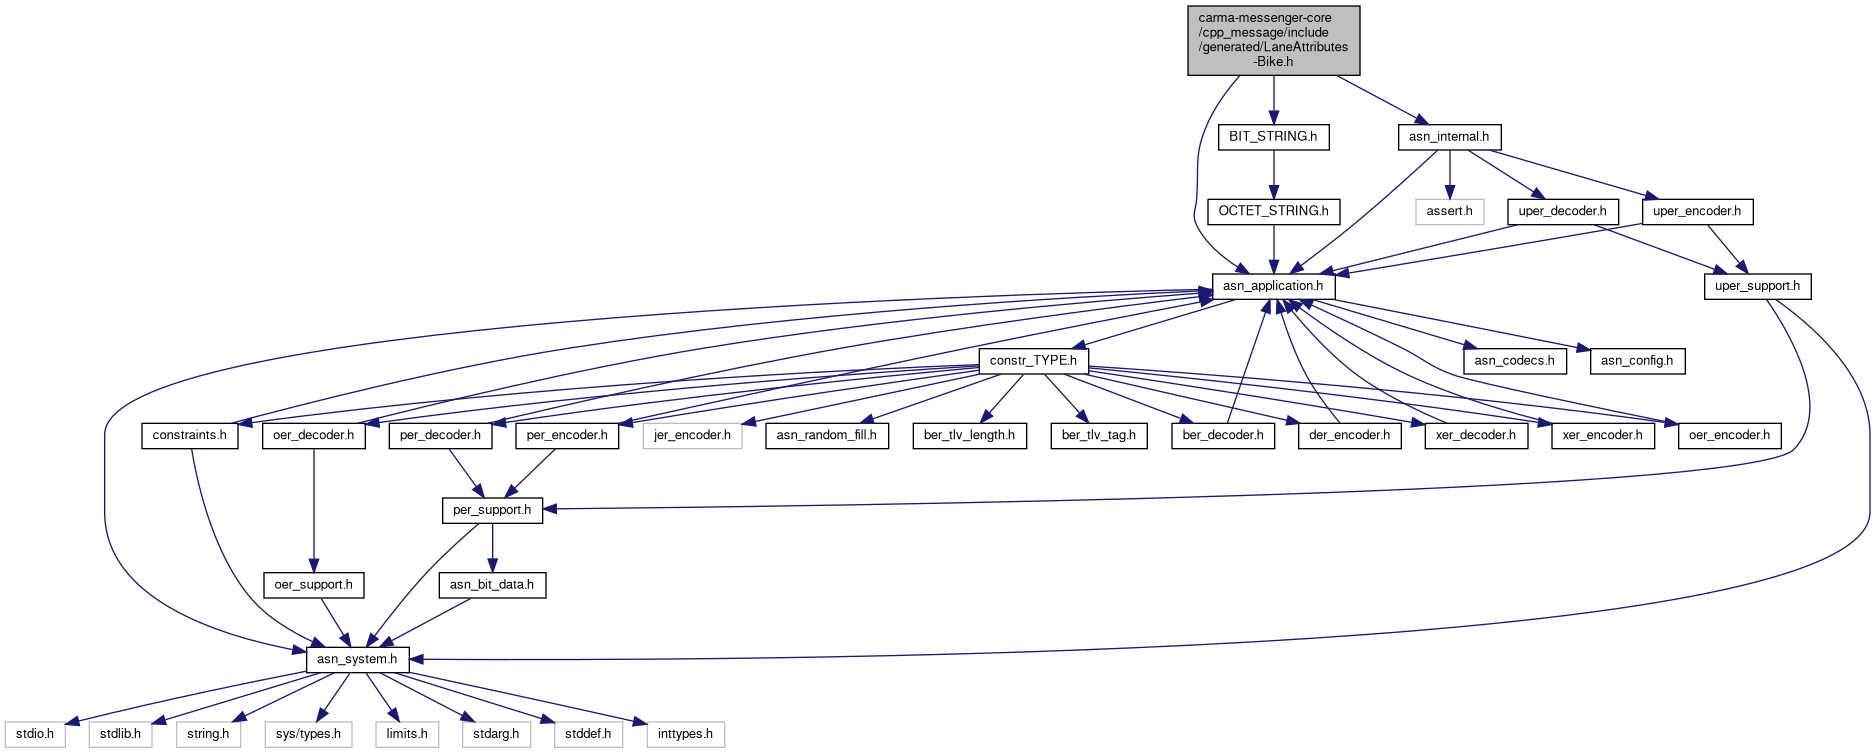 carma-messenger-core
/cpp_message/include
/generated/LaneAttributes
-Bike.h
BIT_STRING.h
asn_internal.h
OCTET_STRING.h
assert.h
uper_decoder.h
uper_encoder.h
asn_application.h
uper_support.h
constr_TYPE.h
asn_codecs.h
asn_config.h
constraints.h
oer_decoder.h
per_decoder.h
per_encoder.h
jer_encoder.h
asn_random_fill.h
ber_tlv_length.h
ber_tlv_tag.h
ber_decoder.h
der_encoder.h
xer_decoder.h
xer_encoder.h
oer_encoder.h
per_support.h
oer_support.h
asn_bit_data.h
asn_system.h
stdio.h
stdlib.h
string.h
sys/types.h
limits.h
stdarg.h
stddef.h
inttypes.h